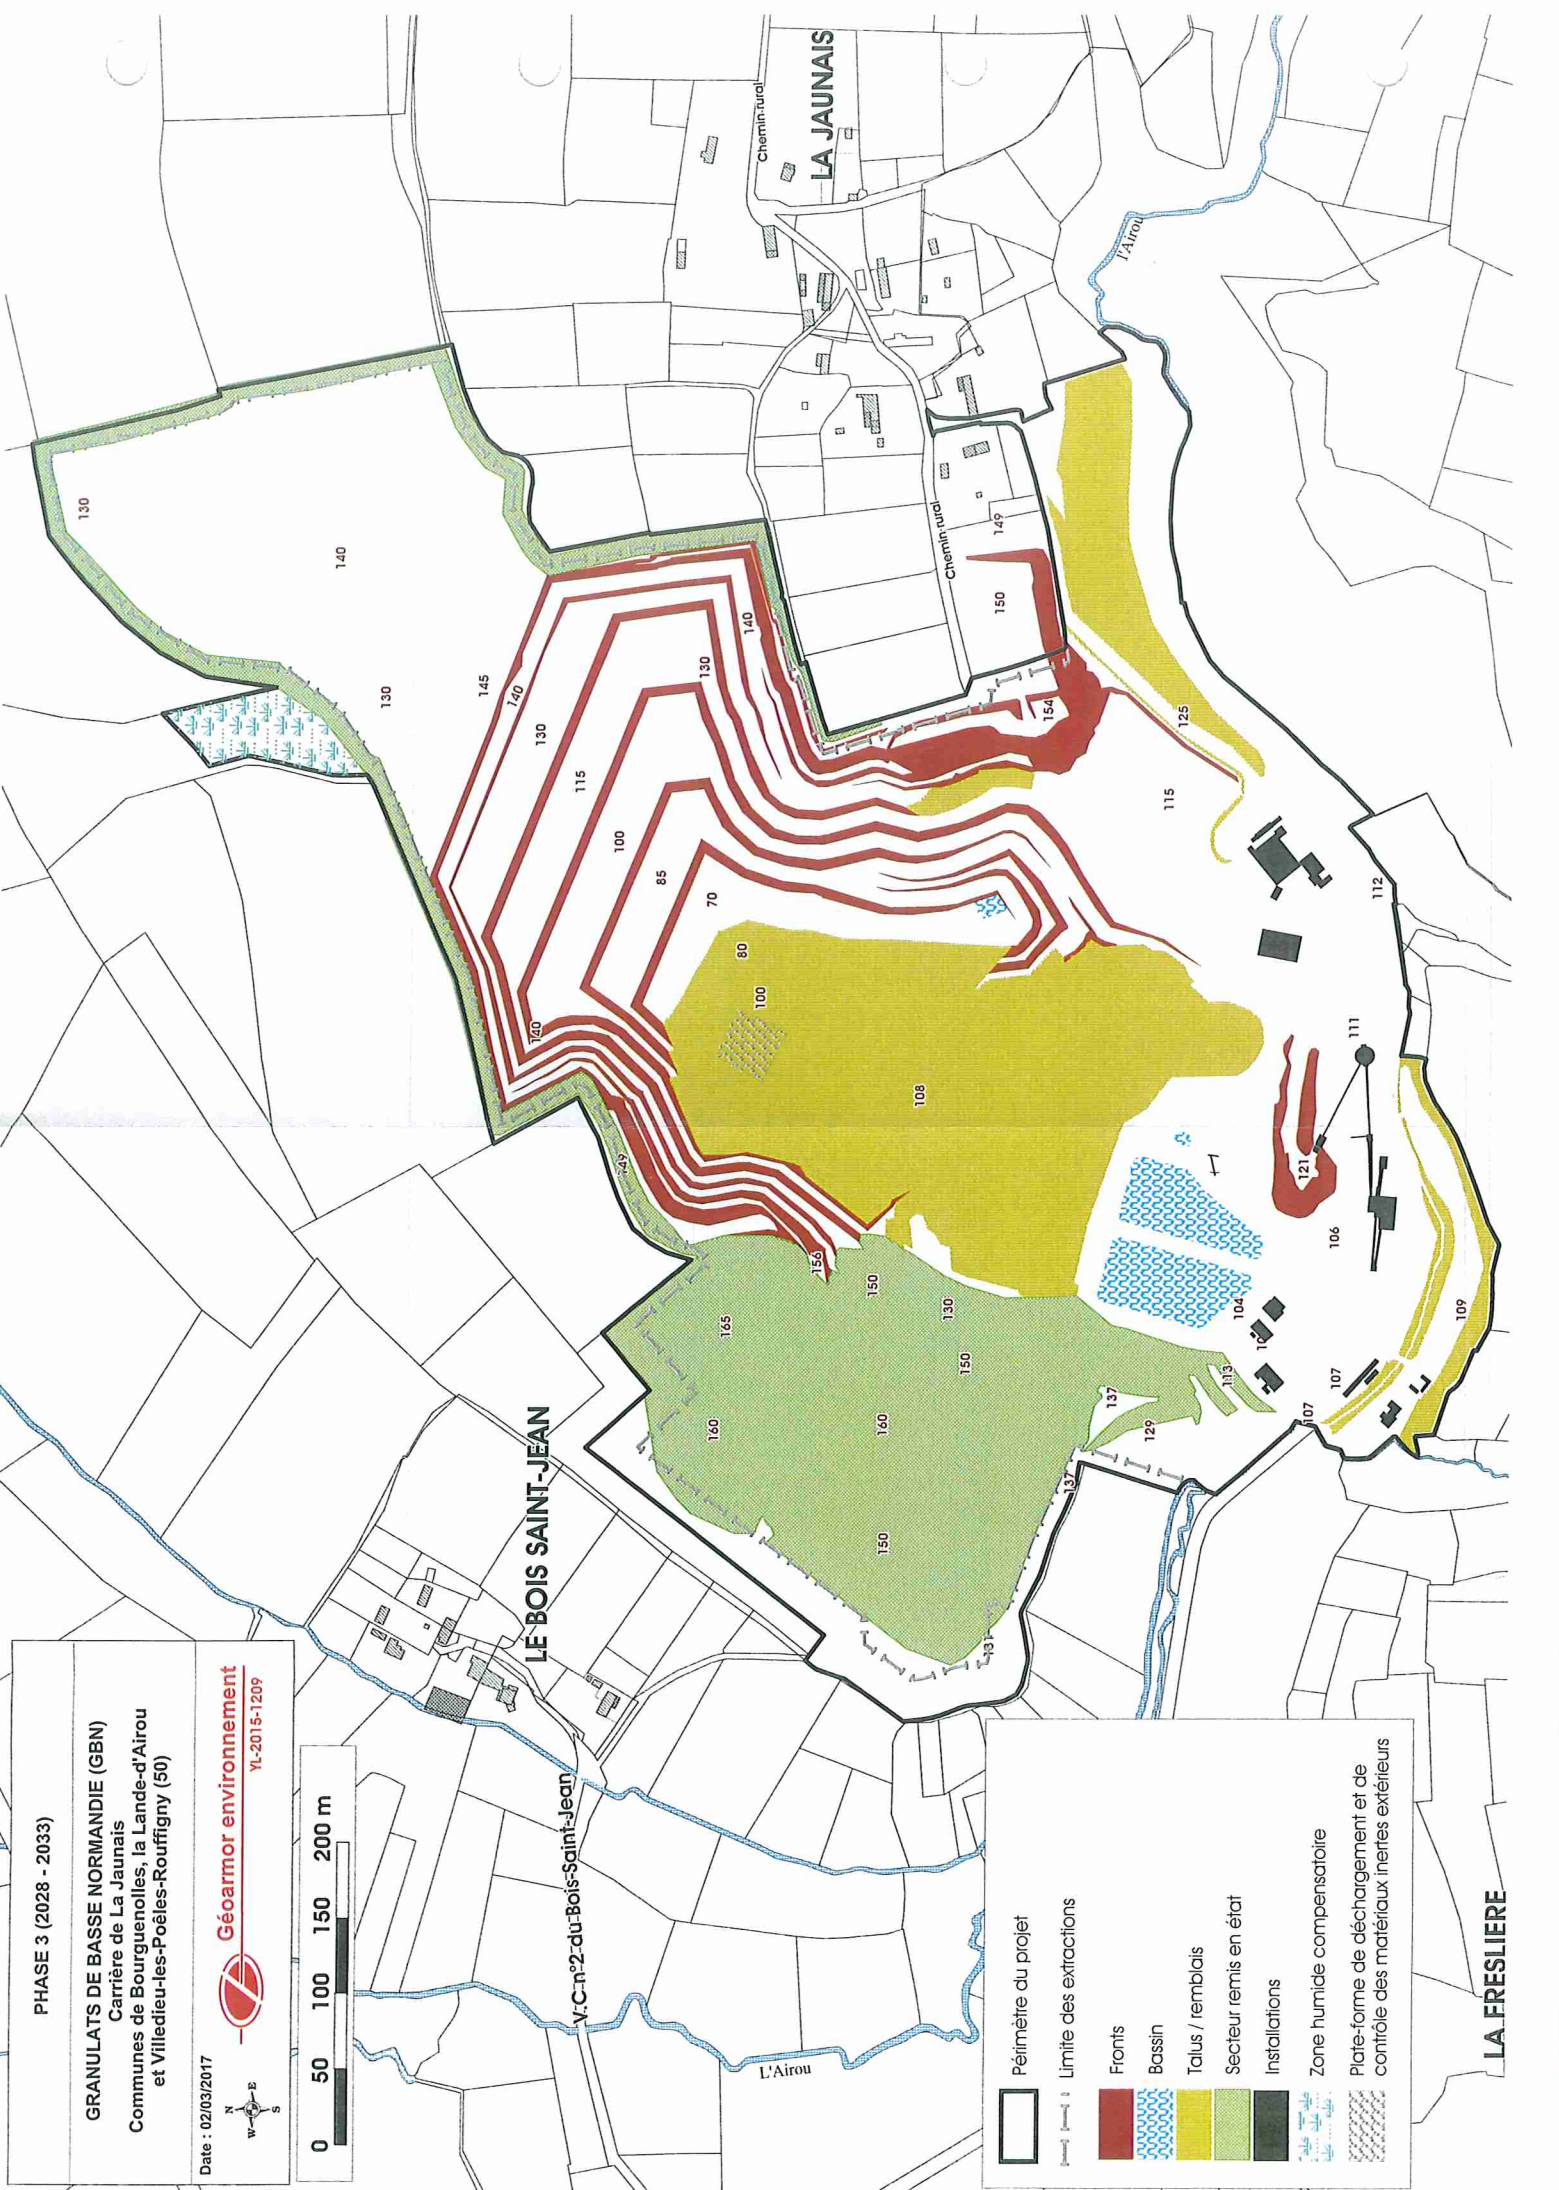 PHASE 3 (2028 - 2033)
GRANULATS DE BASSE NORMANDIE (GBN)
Carrière de La Jaunais
Communes de Bourguenolles, la Lande-d'Airou
et Villedieu-les-Poêles-Rouffigny (50)
Date : 02/03/2017
Géoarmor environnement
YL-2015-1209
N
W E
S
0 50 100 150 200 m
LE BOIS SAINT-JEAN
V.C.n°2-du-Bois-Saint-Jean
L'Airou
LA JAUNAIS
Chemin-rural
Chemin-rural
l'Airou
LA FRESLIERE
130
140
130
145
140
130
115
100
85
70
80
100
140
130
140
149
150
154
125
115
112
111
108
121
106
104
109
107
107
113
129
137
137
131
150
160
160
150
130
150
165
156
149
Périmètre du projet
Limite des extractions
Fronts
Bassin
Talus / remblais
Secteur remis en état
Installations
Zone humide compensatoire
Plate-forme de déchargement et de
contrôle des matériaux inertes extérieurs